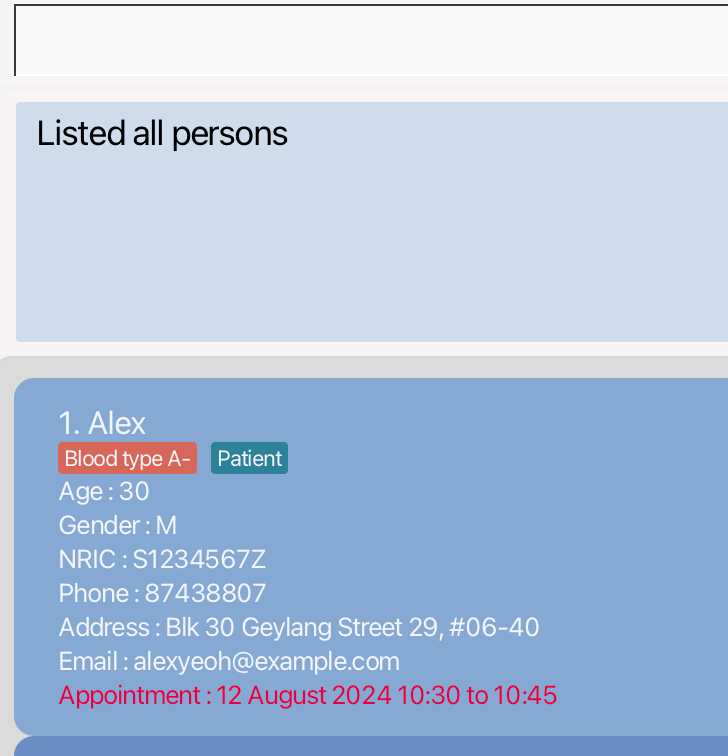 Listed all persons
1. Alex
Blood type A- Patient
Age : 30
Gender : M
NRIC : S1234567Z
Phone : 87438807
Address : Blk 30 Geylang Street 29, #06-40
Email : alexyeoh@example.com
Appointment : 12 August 2024 10:30 to 10:45